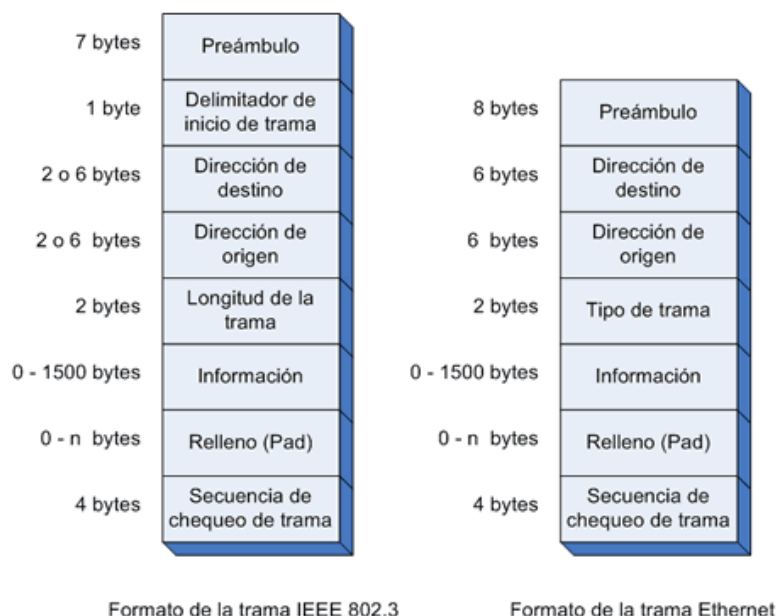 7 bytes
Preámbulo
1 byte
Delimitador de
inicio de trama
2 o 6 bytes
Dirección de
destino
2 o 6 bytes
Dirección de
origen
2 bytes
Longitud de la
trama
0 - 1500 bytes
Información
0 - n bytes
Relleno (Pad)
4 bytes
Secuencia de
chequeo de trama
Formato de la trama IEEE 802.3
8 bytes
Preámbulo
6 bytes
Dirección de
destino
6 bytes
Dirección de
origen
2 bytes
Tipo de trama
0 - 1500 bytes
Información
0 - n bytes
Relleno (Pad)
4 bytes
Secuencia de
chequeo de trama
Formato de la trama Ethernet